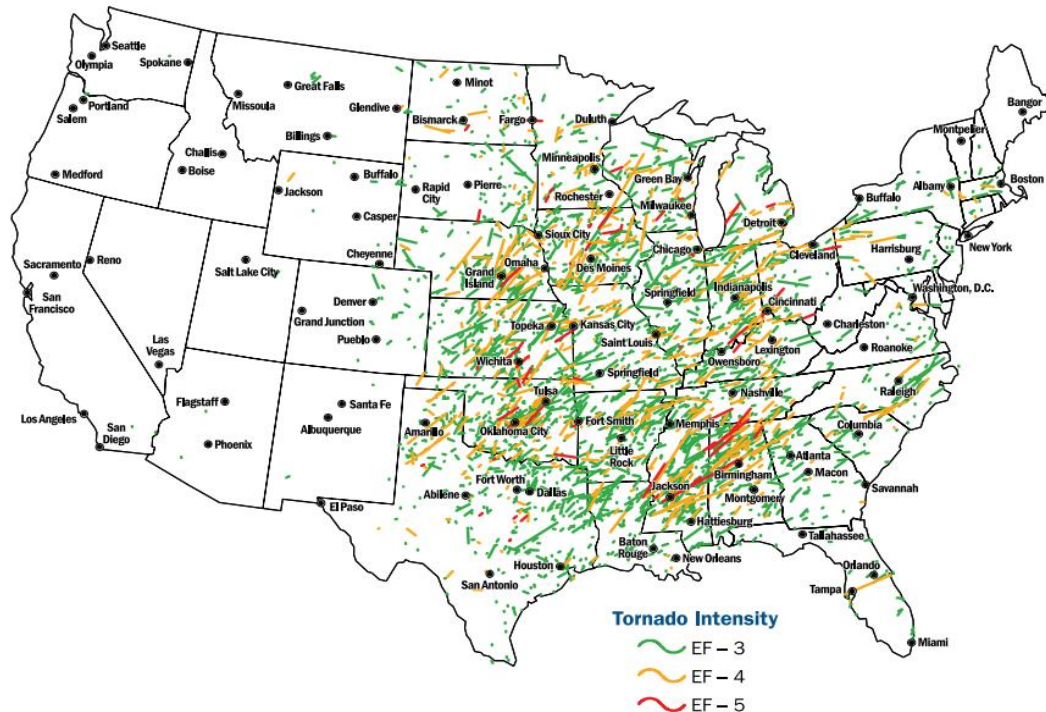 Seattle
Olympia
Spokane
Portland
Salem
Medford
Great Falls
Missoula
Glendive
Billings
Challis
Boise
Minot
Bismarck
Fargo
Duluth
Bangor
Montpelier
Minneapolis
Jackson
Buffalo
Casper
Cheyenne
Rapid
City
Pierre
Rochester
Green Bay
Milwaukee
Albany
Boston
Buffalo
Detroit
New York
Harrisburg
Cleveland
Washington, D.C.
Sioux City
Chicago
Des Moines
Omaha
Grand
Island
Reno
Sacramento
San
Francisco
Salt Lake City
Denver
Grand Junction
Pueblo
Springfield
Indianapolis
Cincinnati
Topeka
Kansas City
Saint Louis
Charleston
Lexington
Owensboro
Roanoke
Las
Vegas
Wichita
Springfield
Nashville
Raleigh
Los Angeles
San
Diego
Flagstaff
Phoenix
Santa Fe
Albuquerque
Amarillo
Tulsa
Oklahoma City
Fort Smith
Memphis
Little
Rock
Columbia
Atlanta
Macon
Birmingham
Montgomery
Savannah
El Paso
Abilene
Fort Worth
Dallas
Jackson
Hattiesburg
Tallahassee
Baton
Rouge
New Orleans
Houston
San Antonio
Orlando
Tampa
Miami
Tornado Intensity
EF – 3
EF – 4
EF – 5